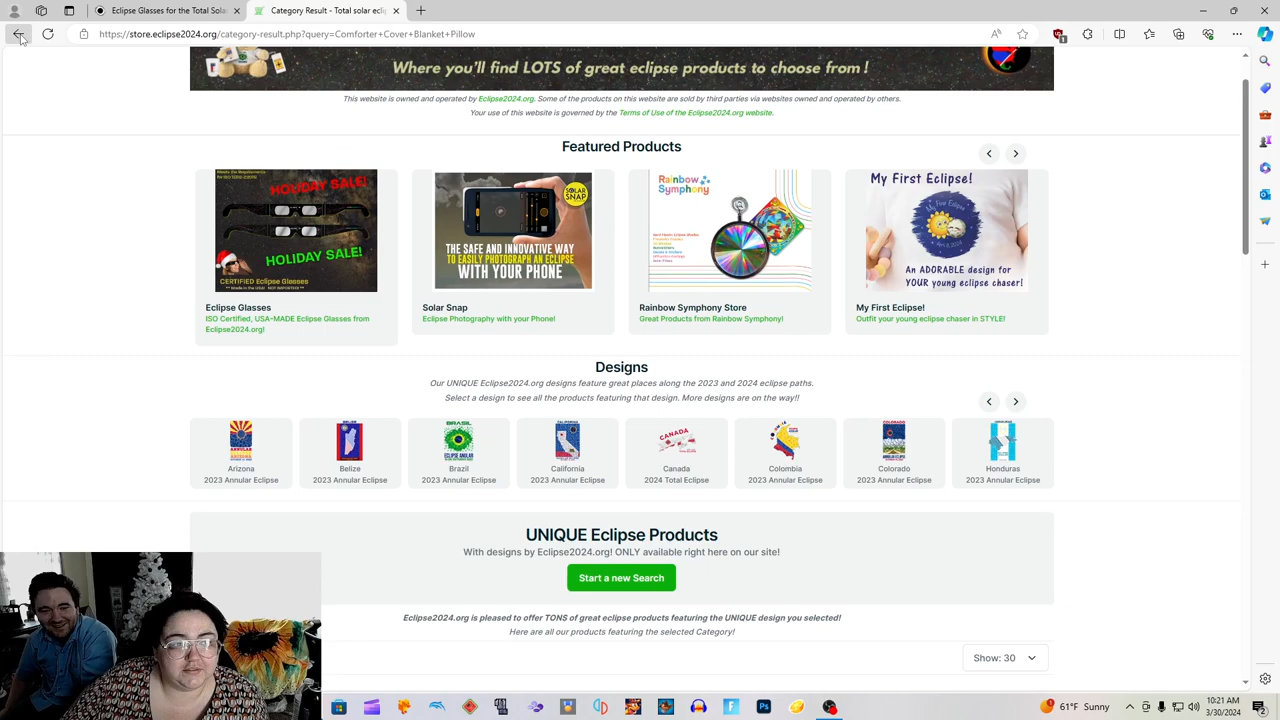 Category Result - Total solar ecl
https://store.eclipse2024.org/category-result.php?query=Comforter+Cover+Blanket+Pillow
Where you'll find LOTS of great eclipse products to choose from!
This website is owned and operated by Eclipse2024.org. Some of the products on this website are sold by third parties via websites owned and operated by others.
Your use of this website is governed by the Terms of Use of the Eclipse2024.org website.
Featured Products
HOLIDAY SALE!
HOLIDAY SALE!
CERTIFIED Eclipse Glasses
Eclipse Glasses
ISO Certified, USA-MADE Eclipse Glasses from
Eclipse2024.org!
SOLAR
SNAP
THE SAFE AND INNOVATIVE WAY
TO EASILY PHOTOGRAPH AN ECLIPSE
WITH YOUR PHONE
Solar Snap
Eclipse Photography with your Phone!
Rainbow
Symphony
Rainbow Symphony Store
Great Products from Rainbow Symphony!
My First Eclipse!
My First Eclipse!
An ADORABLE design for
YOUR young eclipse chaser!
My First Eclipse!
Outfit your young eclipse chaser in STYLE!
Designs
Our UNIQUE Eclipse2024.org designs feature great places along the 2023 and 2024 eclipse paths.
Select a design to see all the products featuring that design. More designs are on the way!!
Arizona
2023 Annular Eclipse
Belize
2023 Annular Eclipse
Brazil
2023 Annular Eclipse
California
2023 Annular Eclipse
Canada
2024 Total Eclipse
Colombia
2023 Annular Eclipse
Colorado
2023 Annular Eclipse
Honduras
2023 Annular Eclipse
UNIQUE Eclipse Products
With designs by Eclipse2024.org! ONLY available right here on our site!
Start a new Search
Eclipse2024.org is pleased to offer TONS of great eclipse products featuring the UNIQUE design you selected!
Here are all our products featuring the selected Category!
Show: 30
61°F Sunny
10:21 AM
3/30/2024